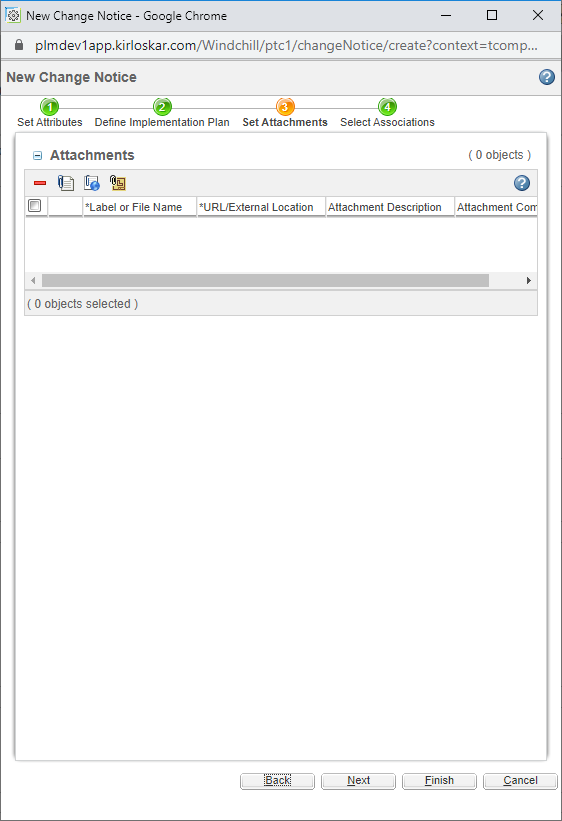 New Change Notice - Google Chrome
plmdev1app.kirloskar.com/Windchill/ptc1/changeNotice/create?context=tcomp...
New Change Notice
?
1 2 3 4
Set Attributes Define Implementation Plan Set Attachments Select Associations
Attachments ( 0 objects )
?
*Label or File Name *URL/External Location Attachment Description Attachment Com
( 0 objects selected )
Back Next Finish Cancel